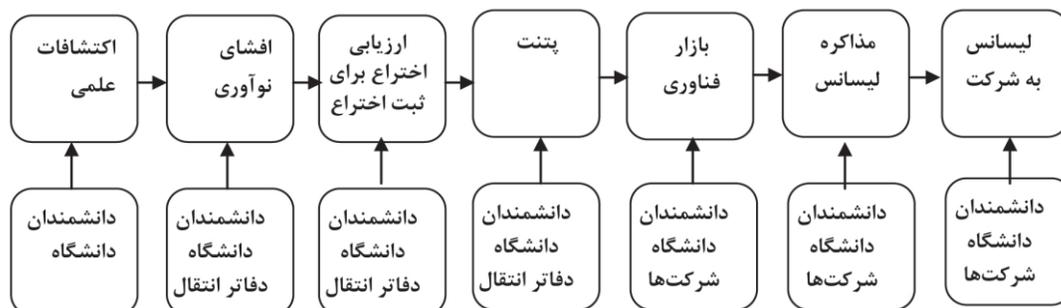 اکتشافات
علمی
افشای
نوآوری
ارزیابی
اختراع برای
ثبت اختراع
پتنت
بازار
فناوری
مذاکره
لیسانس
لیسانس
به شرکت
دانشمندان
دانشگاه
دانشمندان
دانشگاه
دفاتر انتقال
دانشمندان
دانشگاه
دفاتر انتقال
دانشمندان
دانشگاه
دفاتر انتقال
دانشمندان
دانشگاه
شرکت‌ها
دانشمندان
دانشگاه
شرکت‌ها
دانشمندان
دانشگاه
شرکت‌ها